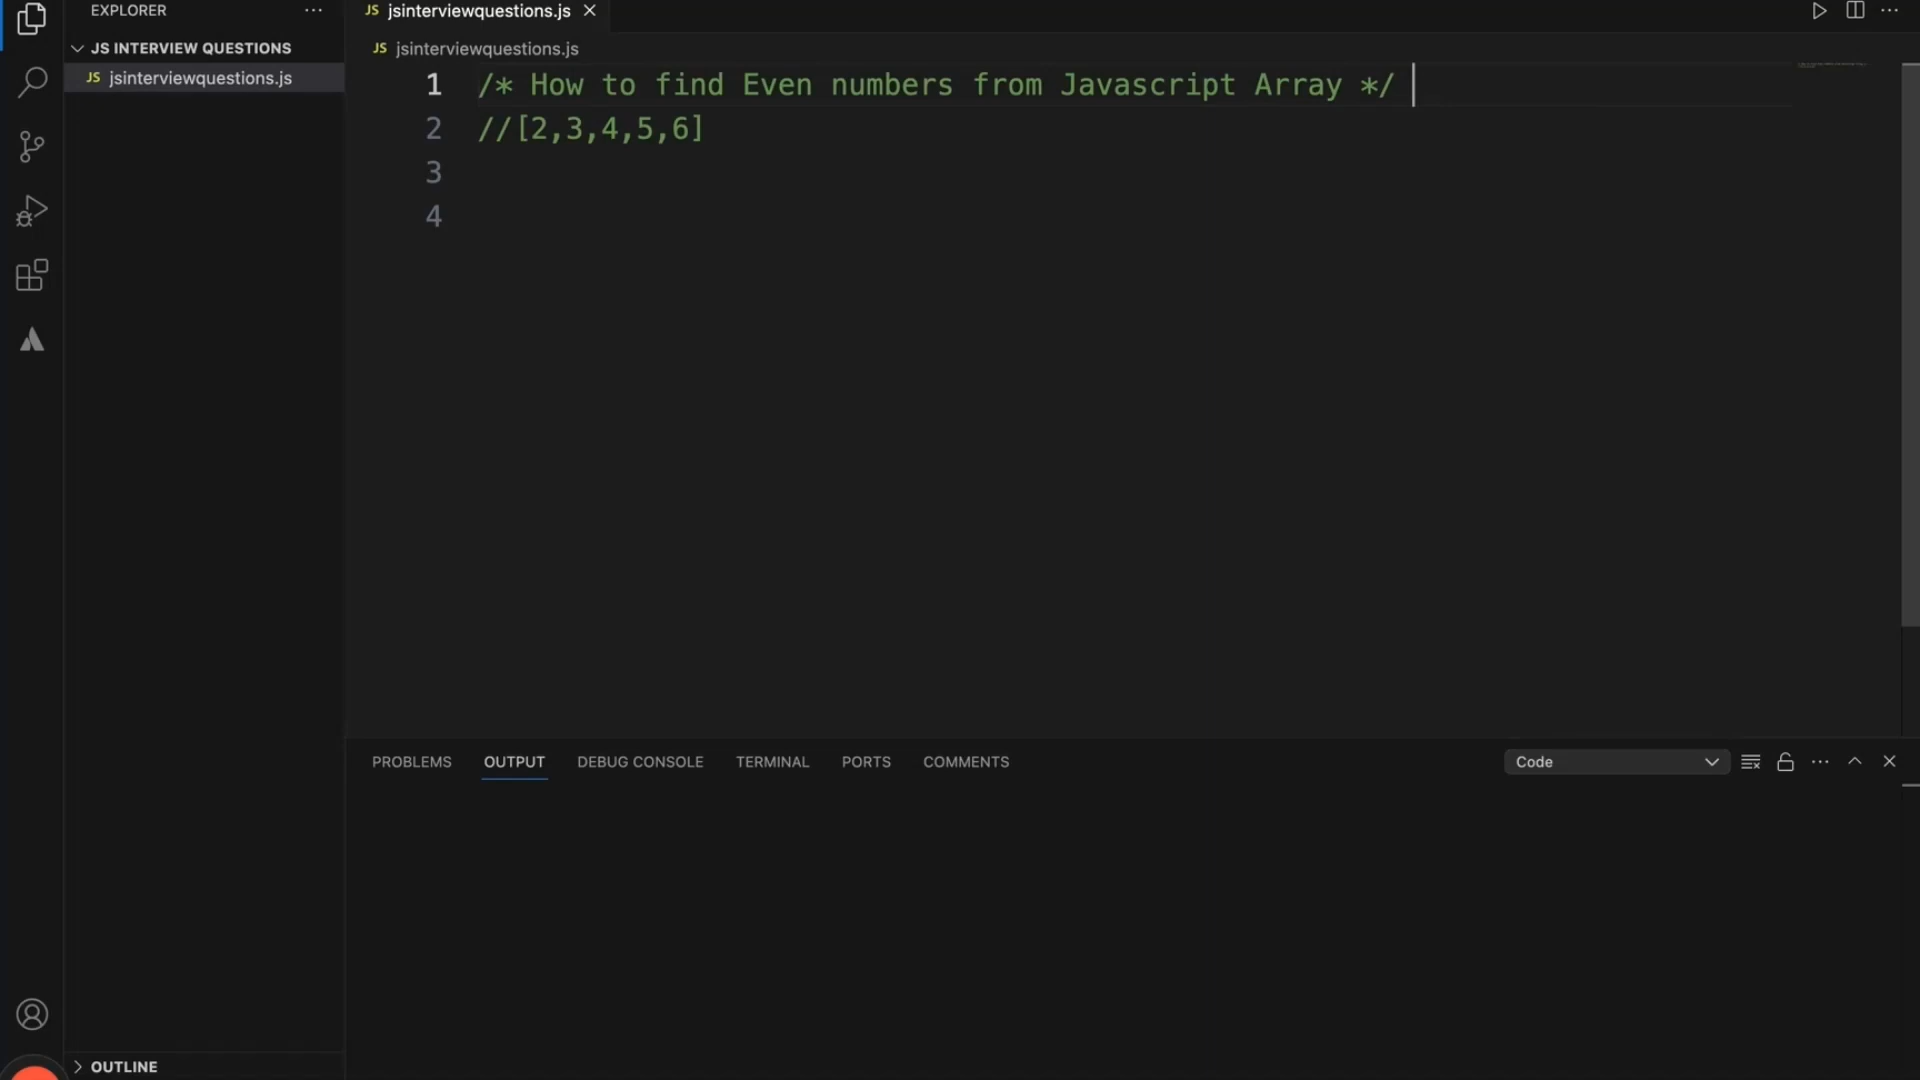 EXPLORER
JS INTERVIEW QUESTIONS
JS jsinterviewquestions.js
OUTLINE
JS jsinterviewquestions.js
JS jsinterviewquestions.js
1 /* How to find Even numbers from Javascript Array */
2 //[2,3,4,5,6]
3
4
PROBLEMS OUTPUT DEBUG CONSOLE TERMINAL PORTS COMMENTS Code